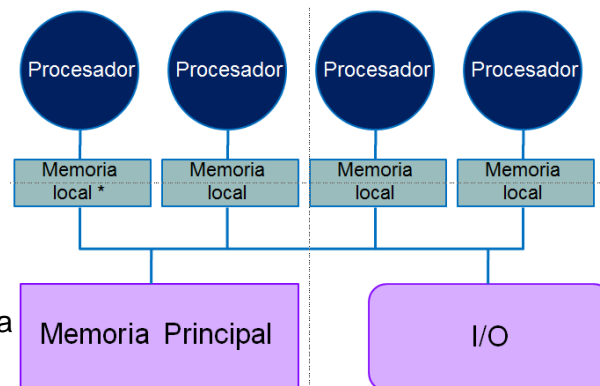 Procesador Procesador Procesador Procesador
Memoria Memoria Memoria Memoria
local * local local local
a
Memoria Principal
I/O